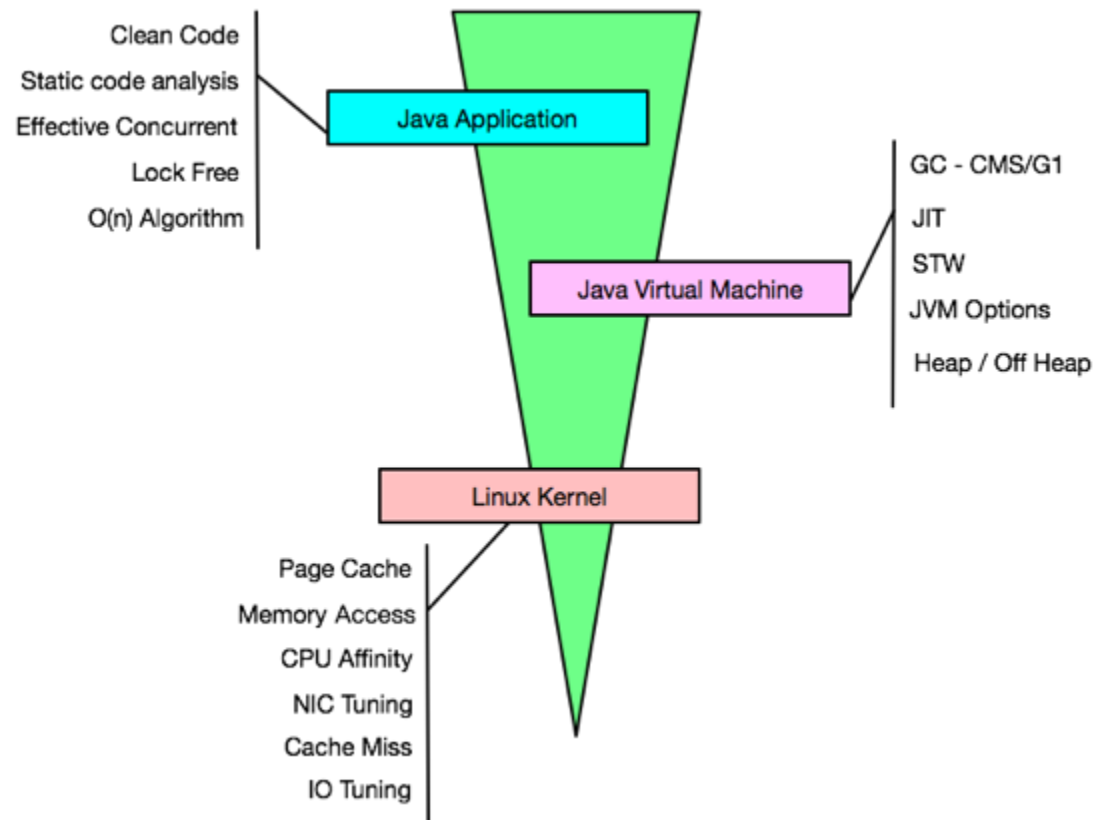 Clean Code
Static code analysis
Effective Concurrent
Lock Free
O(n) Algorithm
Java Application
GC - CMS/G1
JIT
STW
JVM Options
Heap / Off Heap
Java Virtual Machine
Linux Kernel
Page Cache
Memory Access
CPU Affinity
NIC Tuning
Cache Miss
IO Tuning